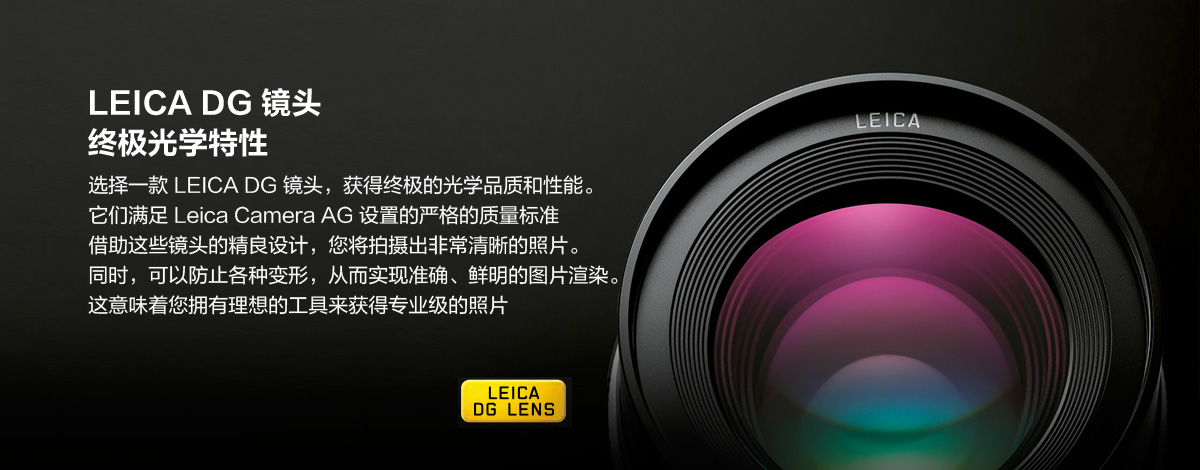 LEICA DG 镜头
终极光学特性
选择一款 LEICA DG 镜头，获得终极的光学品质和性能。
它们满足 Leica Camera AG 设置的严格的质量标准
借助这些镜头的精良设计，您将拍摄出非常清晰的照片。
同时，可以防止各种变形，从而实现准确、鲜明的图片渲染。
这意味着您拥有理想的工具来获得专业级的照片
LEICA
DG LENS
LEICA